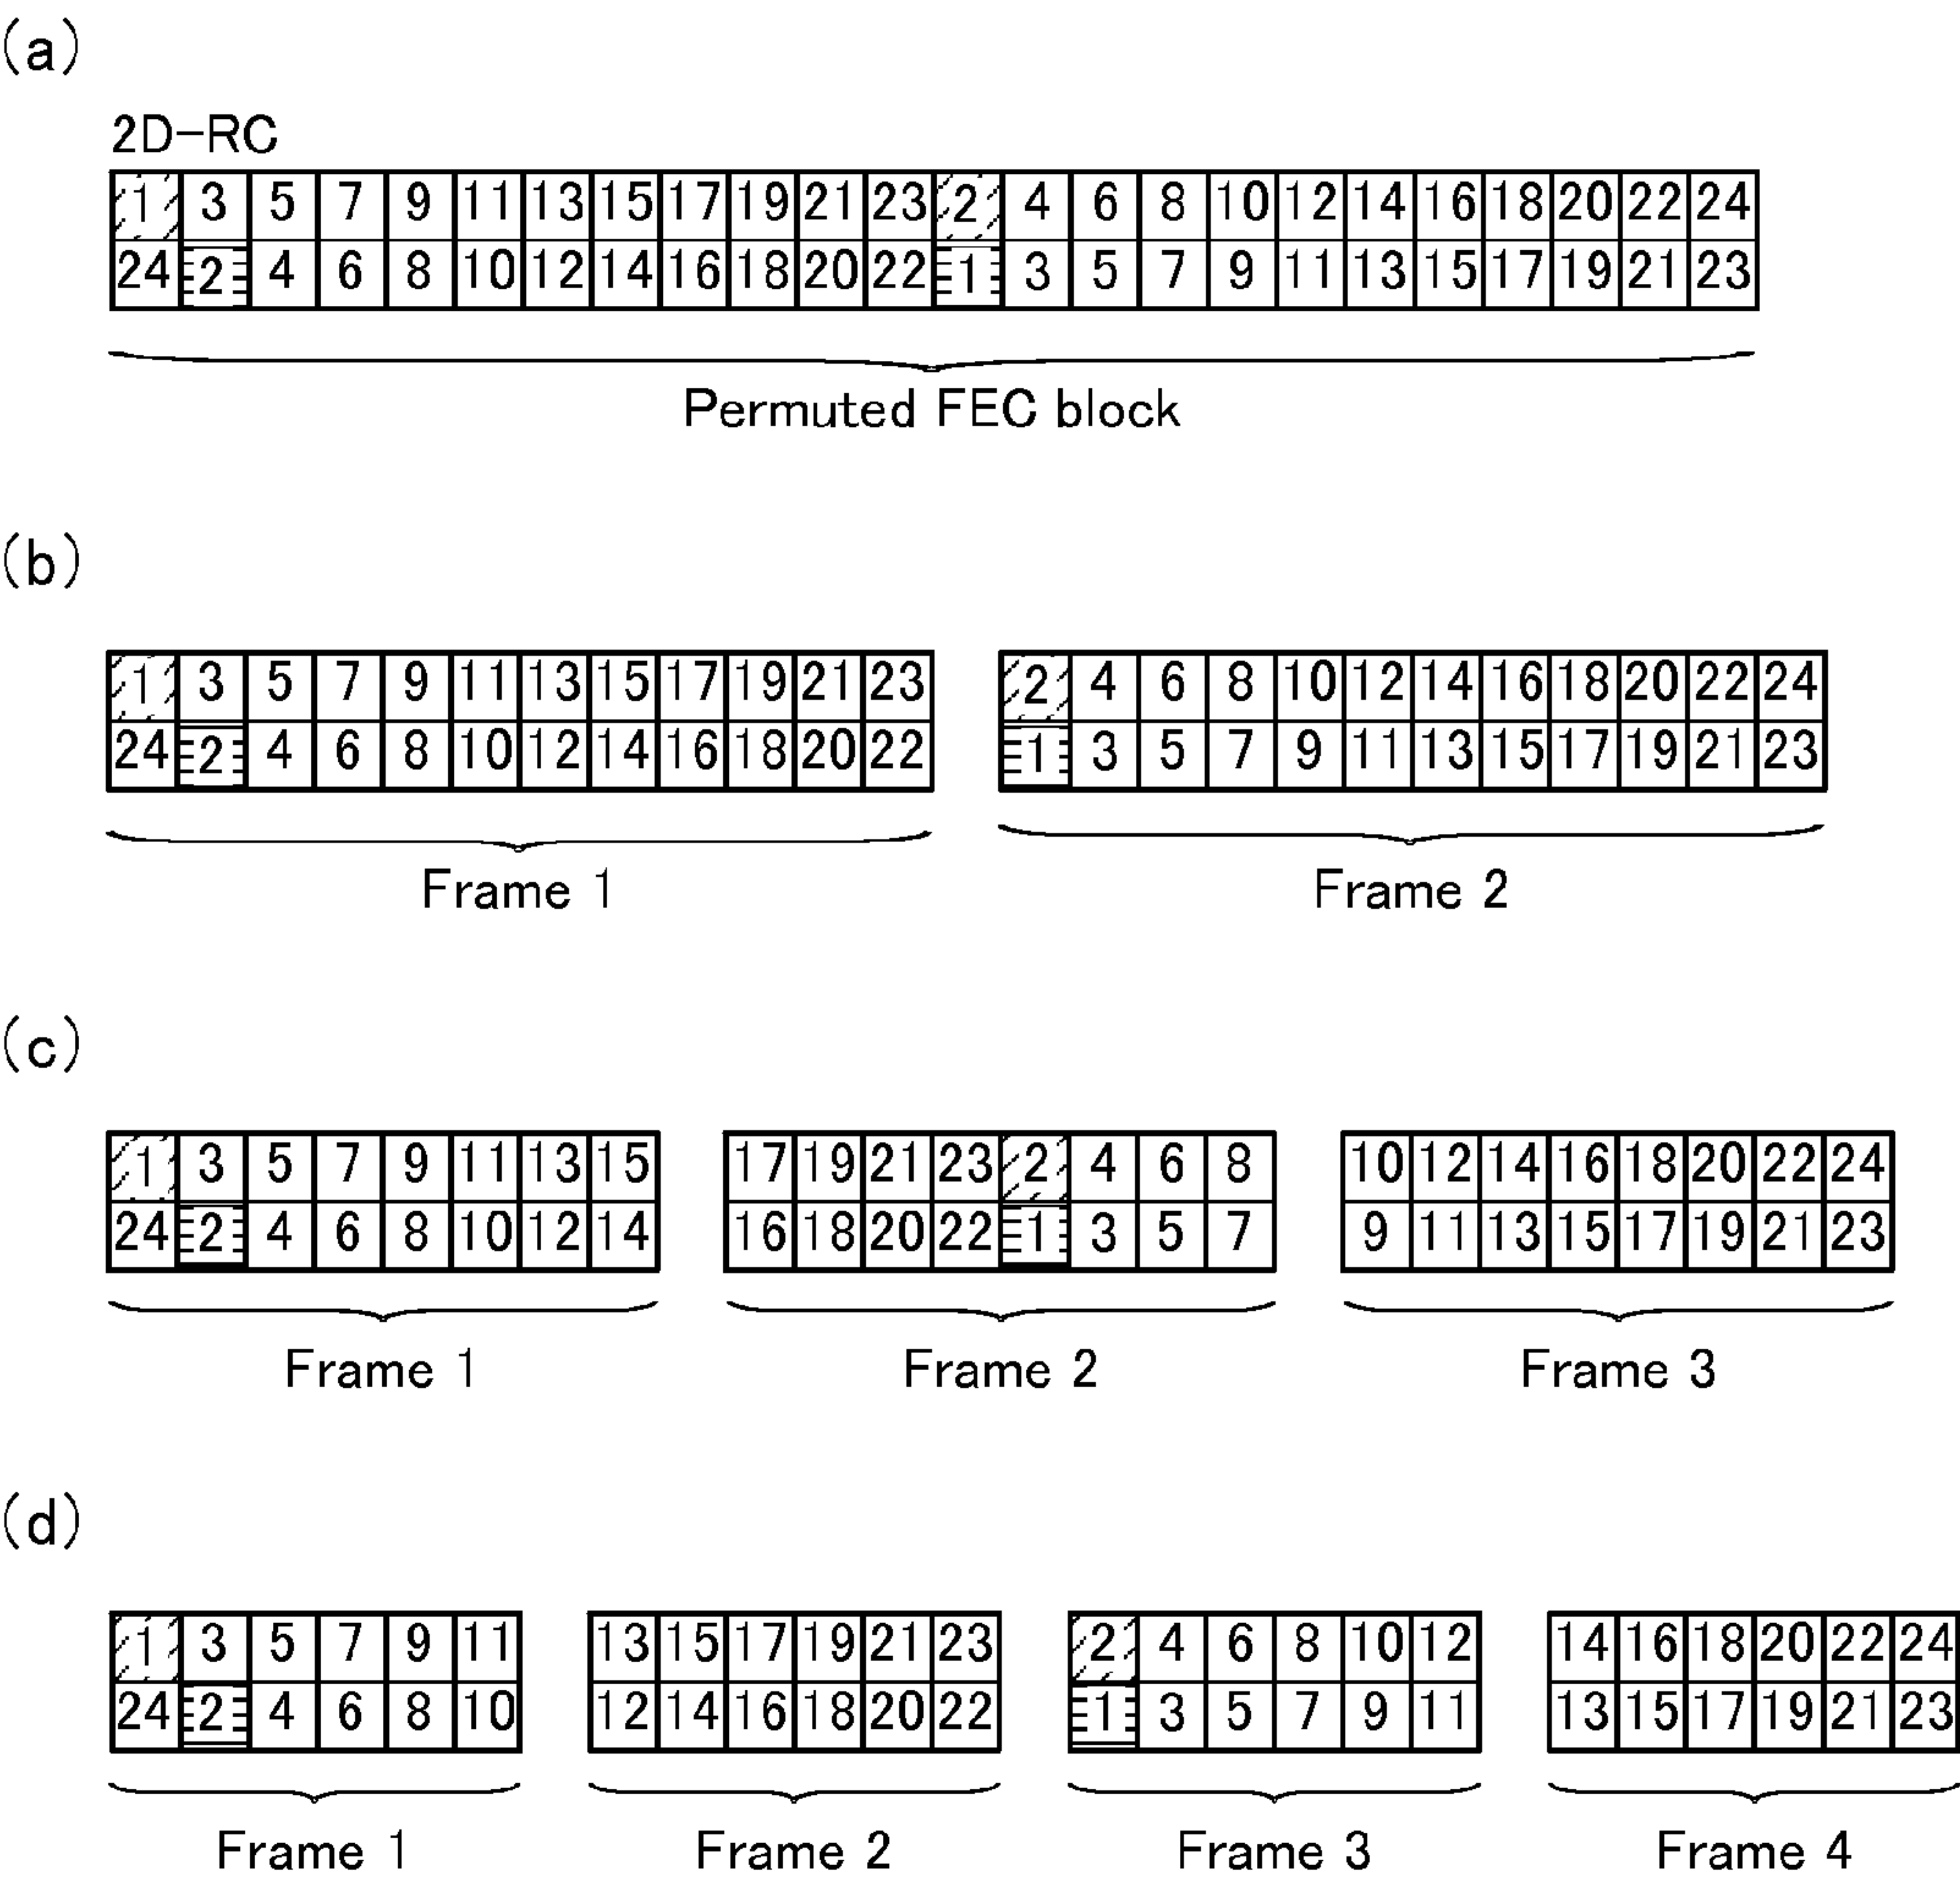 (a)
2D-RC
1 3 5 7 9 11 13 15 17 19 21 23 2 4 6 8 10 12 14 16 18 20 22 24
24 2 4 6 8 10 12 14 16 18 20 22 1 3 5 7 9 11 13 15 17 19 21 23
Permuted FEC block
(b)
1 3 5 7 9 11 13 15 17 19 21 23 2 4 6 8 10 12 14 16 18 20 22 24
24 2 4 6 8 10 12 14 16 18 20 22 1 3 5 7 9 11 13 15 17 19 21 23
Frame 1 Frame 2
(c)
1 3 5 7 9 11 13 15 17 19 21 23 2 4 6 8 10 12 14 16 18 20 22 24
24 2 4 6 8 10 12 14 16 18 20 22 1 3 5 7 9 11 13 15 17 19 21 23
Frame 1 Frame 2 Frame 3
(d)
1 3 5 7 9 11 13 15 17 19 21 23 2 4 6 8 10 12 14 16 18 20 22 24
24 2 4 6 8 10 12 14 16 18 20 22 1 3 5 7 9 11 13 15 17 19 21 23
Frame 1 Frame 2 Frame 3 Frame 4